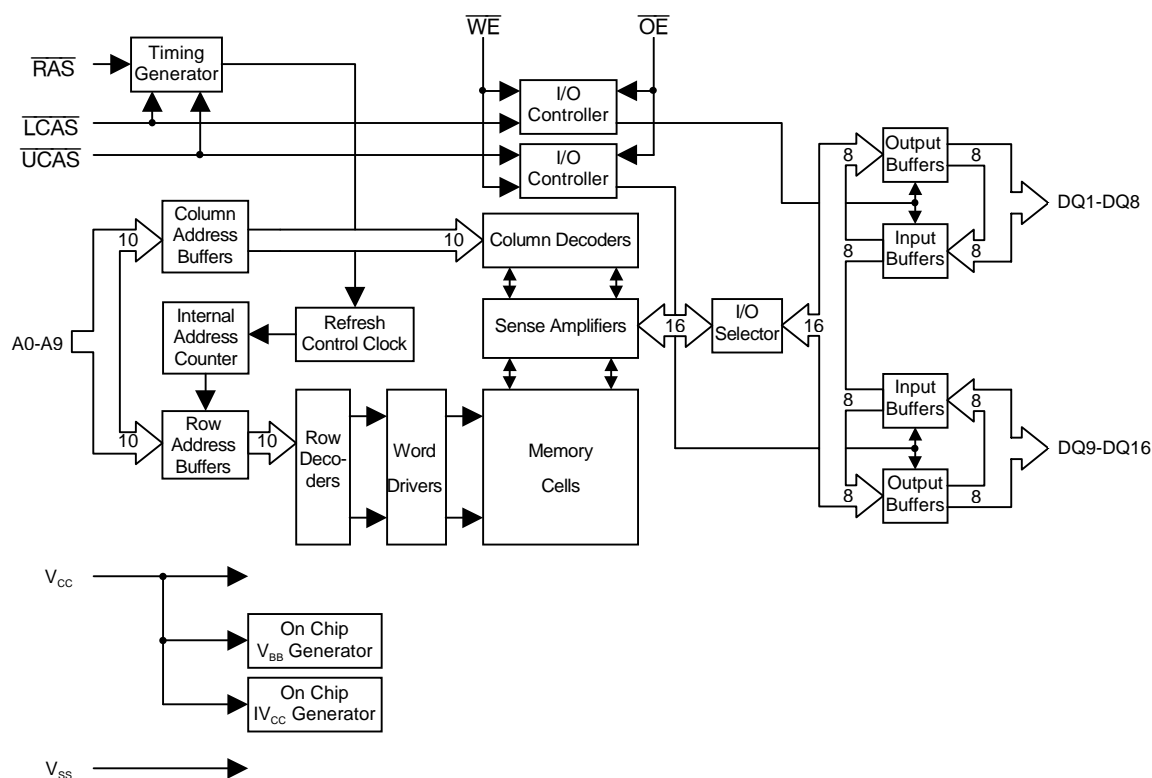 WE
OE
RAS
Timing
Generator
I/O
Controller
LCAS
UCAS
I/O
Controller
8
Output
Buffers
8
DQ1-DQ8
Column
Address
Buffers
10
10
Column Decoders
8
Input
Buffers
8
A0-A9
Internal
Address
Counter
Refresh
Control Clock
Sense Amplifiers
16
I/O
Selector
16
10
Row
Address
Buffers
10
Row
Deco-
ders
Word
Drivers
Memory
Cells
8
Input
Buffers
8
DQ9-DQ16
8
Output
Buffers
8
VCC
On Chip
VBB Generator
On Chip
IVCC Generator
VSS